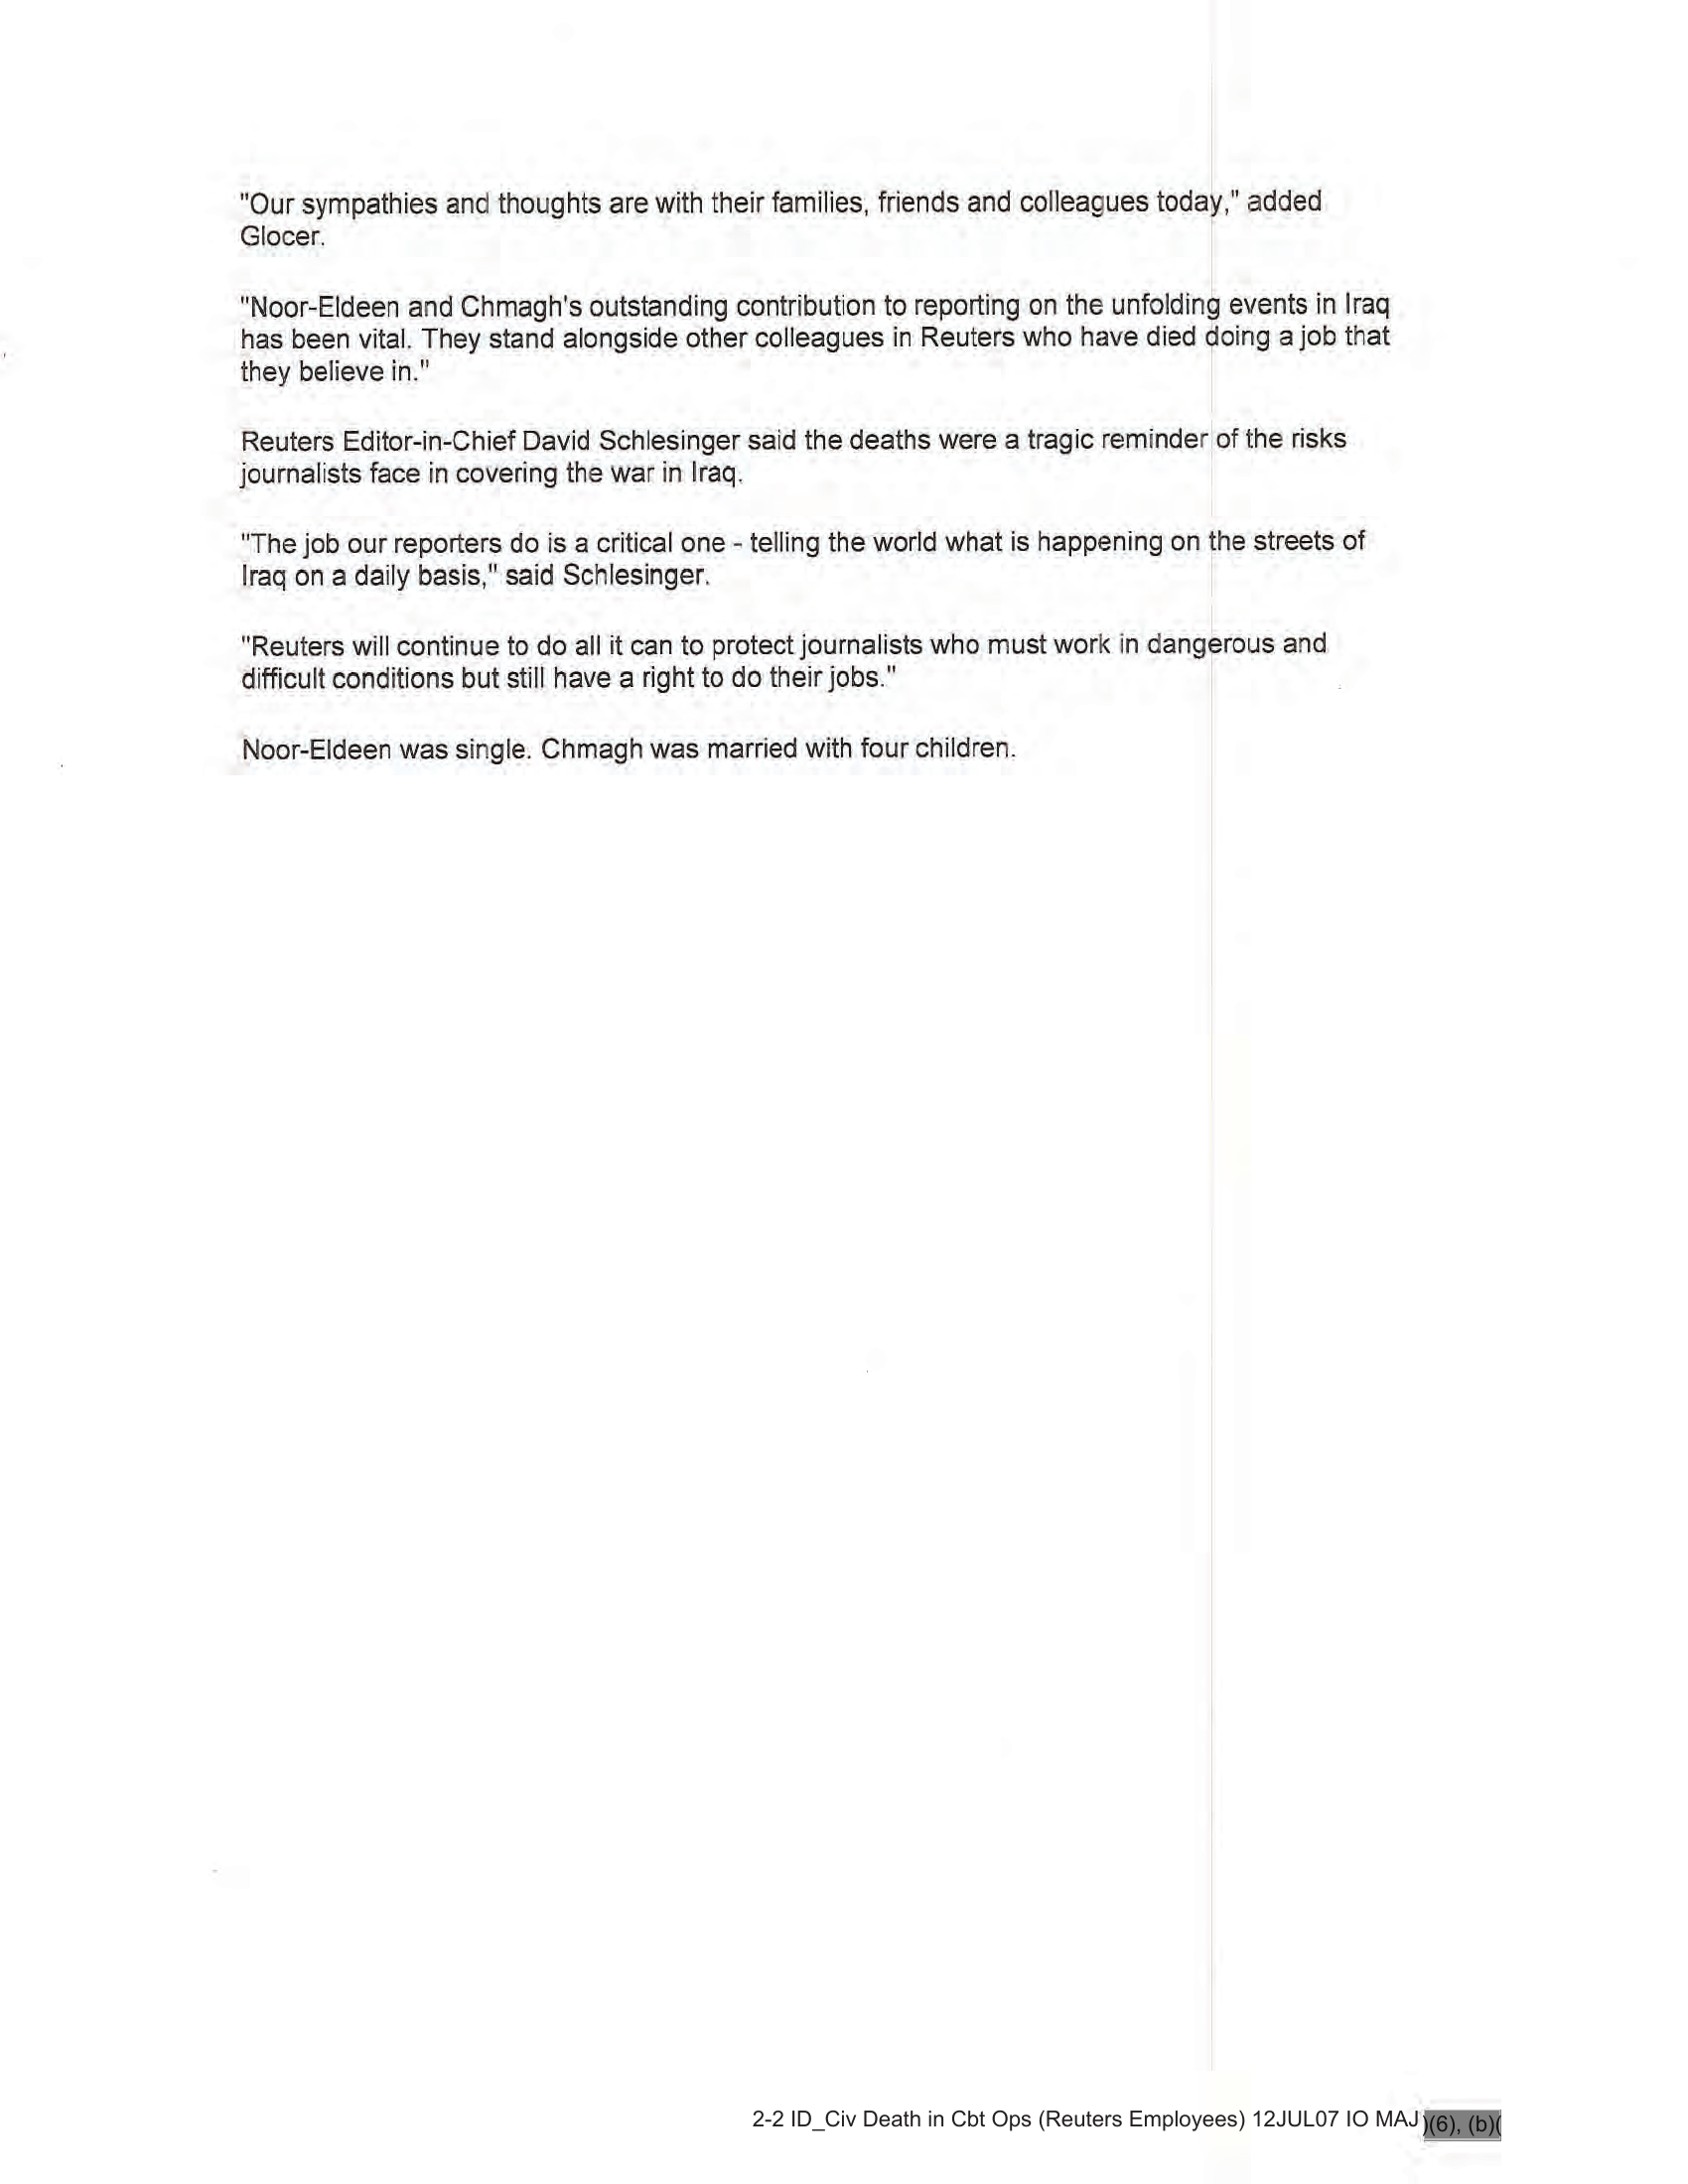 "Our sympathies and thoughts are with their families, friends and colleagues today," added
Glocer.
"Noor-Eldeen and Chmagh's outstanding contribution to reporting on the unfolding events in Iraq
has been vital. They stand alongside other colleagues in Reuters who have died doing a job that
they believe in."
Reuters Editor-in-Chief David Schlesinger said the deaths were a tragic reminder of the risks
journalists face in covering the war in Iraq.
"The job our reporters do is a critical one - telling the world what is happening on the streets of
Iraq on a daily basis," said Schlesinger.
"Reuters will continue to do all it can to protect journalists who must work in dangerous and
difficult conditions but still have a right to do their jobs."
Noor-Eldeen was single. Chmagh was married with four children.
2-2 ID_Civ Death in Cbt Ops (Reuters Employees) 12JUL07 IO MAJ )(6), (b)(